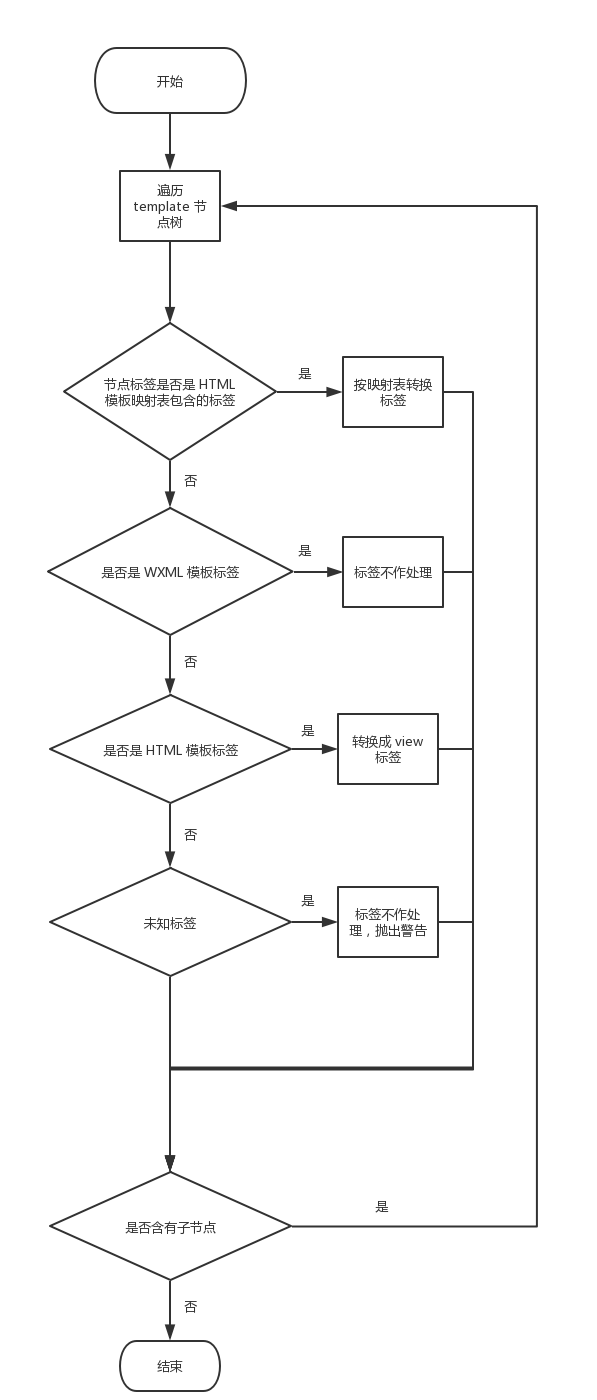 开始
遍历
template 节
点树
节点标签是否是 HTML
模板映射表包含的标签
是
按映射表转换
标签
否
是否是 WXML 模板标签
是
标签不作处理
否
是否是 HTML 模板标签
是
转换成 view
标签
否
未知标签
是
标签不作处
理，抛出警告
是否含有子节点
是
否
结束